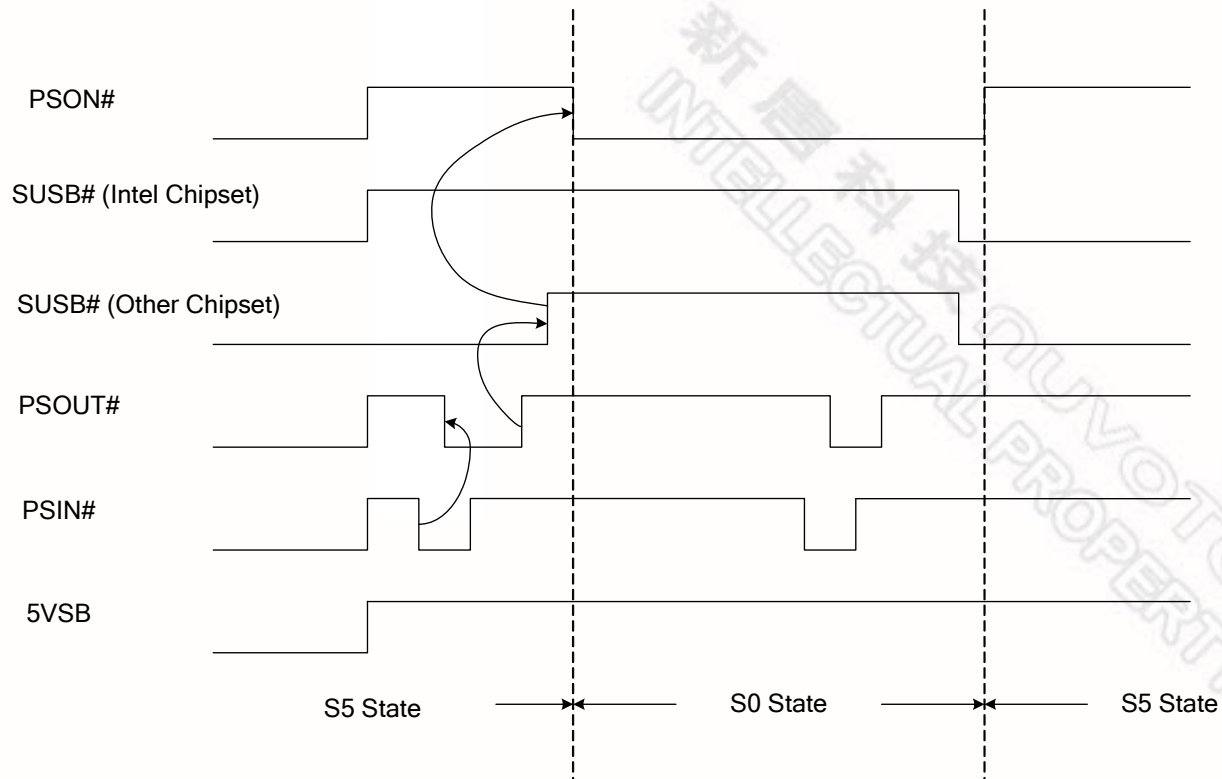 PSON#
SUSB# (Intel Chipset)
SUSB# (Other Chipset)
PSOUT#
PSIN#
5VSB
S5 State
S0 State
S5 State
新唐科技 nuvoTo
INTELLECTUAL PROPERTY